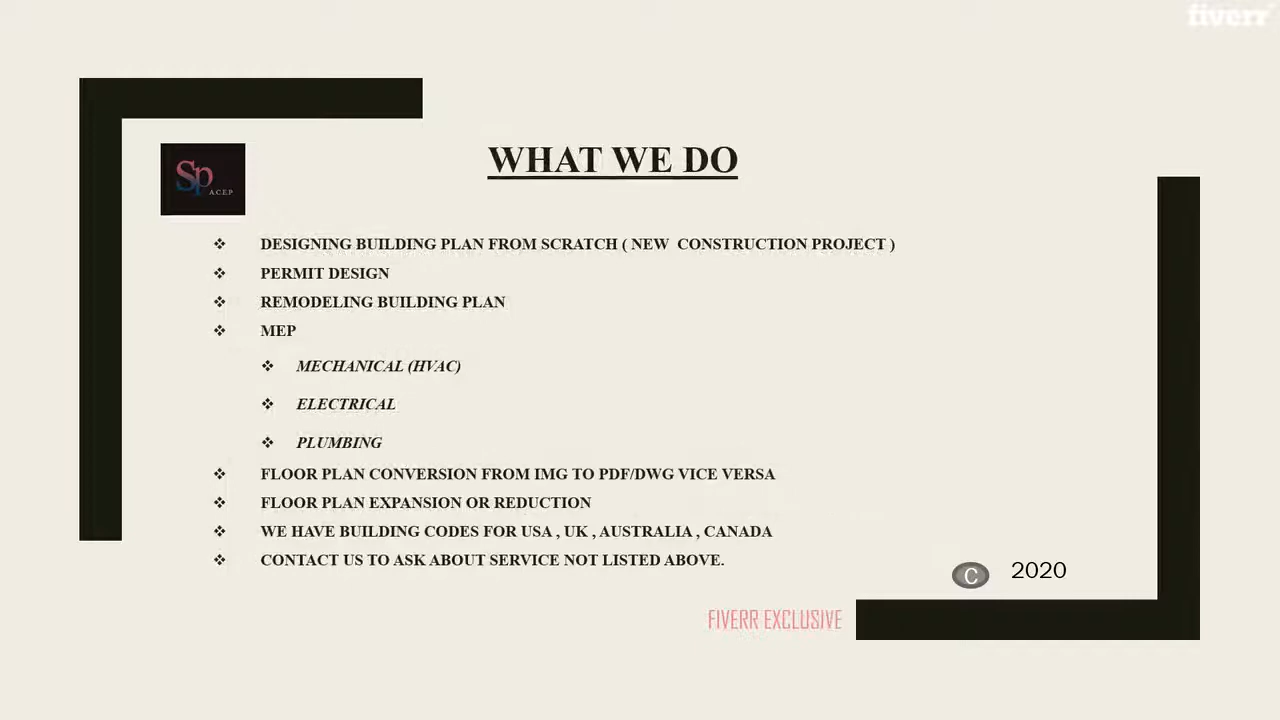 fiverr
WHAT WE DO
Sp
A.C.E.P
❖ DESIGNING BUILDING PLAN FROM SCRATCH ( NEW CONSTRUCTION PROJECT )
❖ PERMIT DESIGN
❖ REMODELING BUILDING PLAN
❖ MEP
❖ MECHANICAL (HVAC)
❖ ELECTRICAL
❖ PLUMBING
❖ FLOOR PLAN CONVERSION FROM IMG TO PDF/DWG VICE VERSA
❖ FLOOR PLAN EXPANSION OR REDUCTION
❖ WE HAVE BUILDING CODES FOR USA , UK , AUSTRALIA , CANADA
❖ CONTACT US TO ASK ABOUT SERVICE NOT LISTED ABOVE.
C 2020
FIVERR EXCLUSIVE